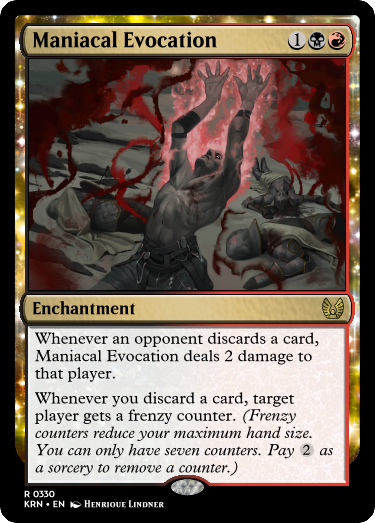 Maniacal Evocation 1
Enchantment
Whenever an opponent discards a card,
Maniacal Evocation deals 2 damage to
that player.
Whenever you discard a card, target
player gets a frenzy counter. (Frenzy
counters reduce your maximum hand size.
You can only have seven counters. Pay 2 as
a sorcery to remove a counter.)
R 0330
KRN • EN Henrique Lindner